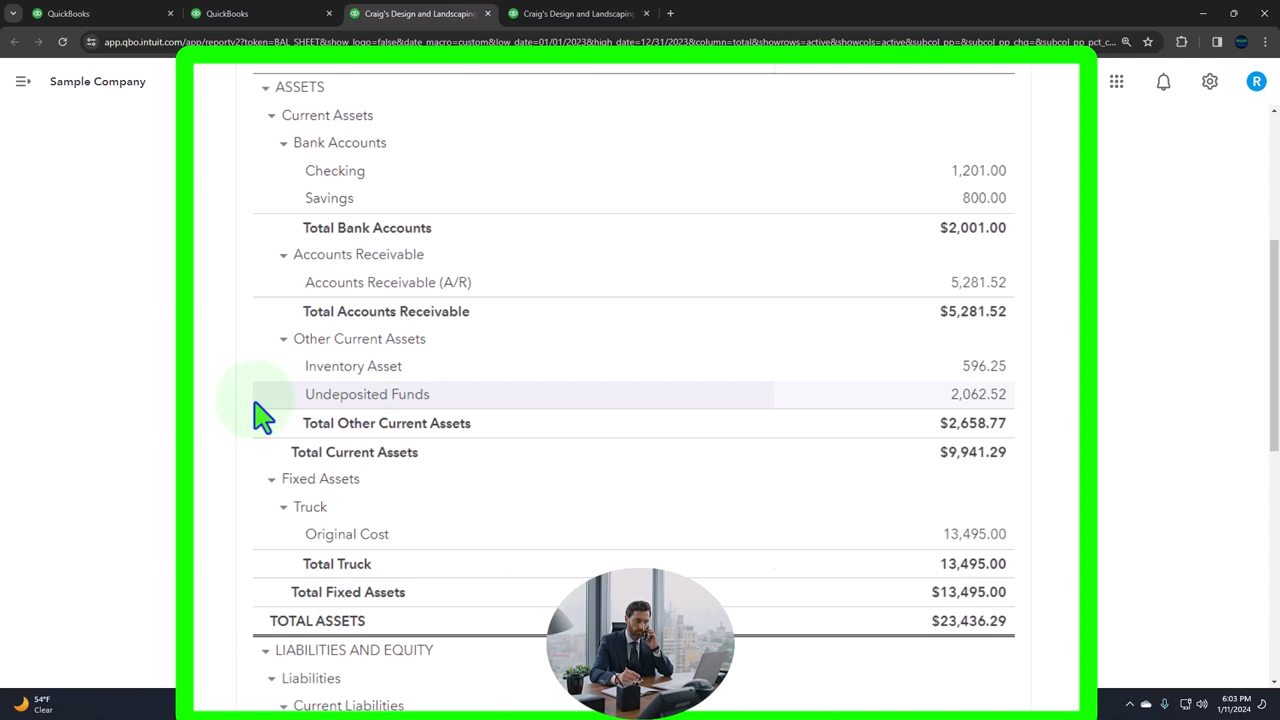 QuickBooks
QuickBooks
Craig's Design and Landscaping
Craig's Design and Landscaping
app.qbo.intuit.com/app/reportv2?token=BAL_SHEET&show_logo=false&date_macro=custom&low_date=01/01/2023&high_date=12/31/2023&column=total&showrows=active&showcols=active&subcol_pp=&subcol_pp_chg=&subcol_pp_pct_c...
Sample Company
R
ASSETS
Current Assets
Bank Accounts
Checking 1,201.00
Savings 800.00
Total Bank Accounts $2,001.00
Accounts Receivable
Accounts Receivable (A/R) 5,281.52
Total Accounts Receivable $5,281.52
Other Current Assets
Inventory Asset 596.25
Undeposited Funds 2,062.52
Total Other Current Assets $2,658.77
Total Current Assets $9,941.29
Fixed Assets
Truck
Original Cost 13,495.00
Total Truck 13,495.00
Total Fixed Assets $13,495.00
TOTAL ASSETS $23,436.29
LIABILITIES AND EQUITY
Liabilities
Current Liabilities
54°F
Clear
6:03 PM
1/11/2024